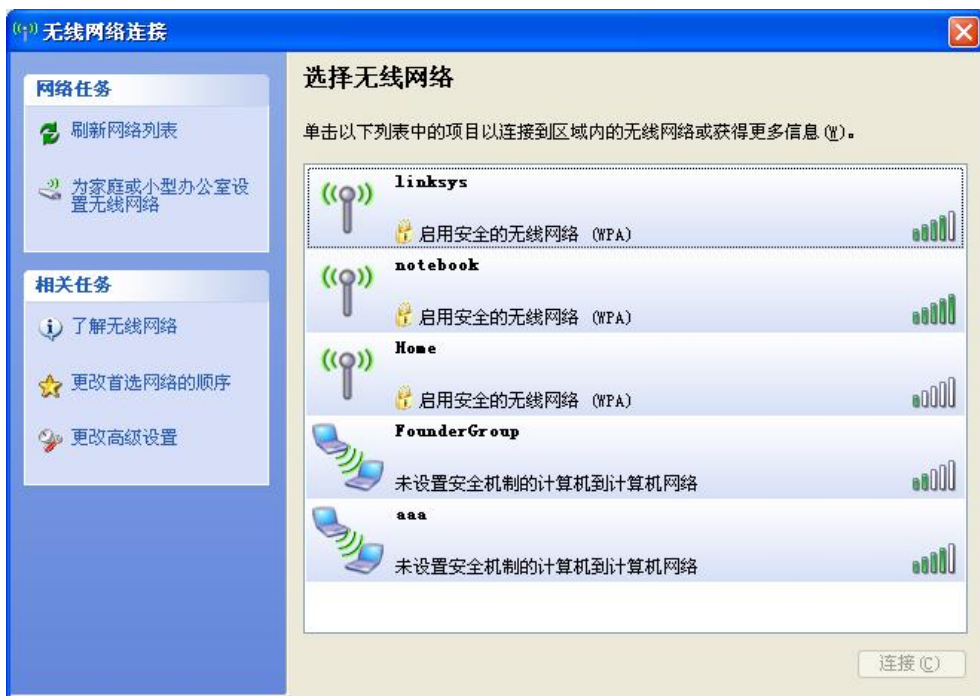 无线网络连接
网络任务
刷新网络列表
为家庭或小型办公室设
置无线网络
相关任务
了解无线网络
更改首选网络的顺序
更改高级设置
选择无线网络
单击以下列表中的项目以连接到区域内的无线网络或获得更多信息(W)。
linksys
启用安全的无线网络 (WPA)
notebook
启用安全的无线网络 (WPA)
Home
启用安全的无线网络 (WPA)
FounderGroup
未设置安全机制的计算机到计算机网络
aaa
未设置安全机制的计算机到计算机网络
连接(C)